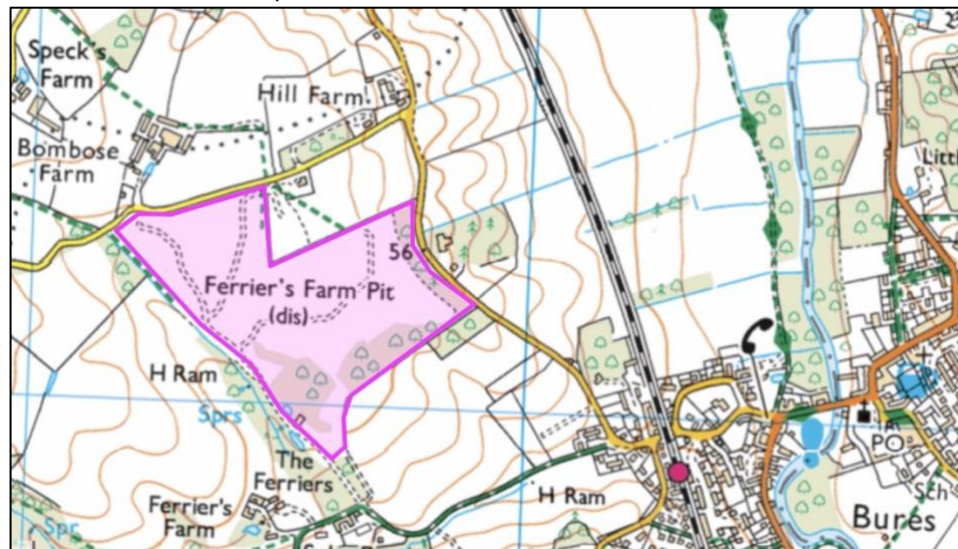 Speck's
Farm
Hill Farm
Bombose
Farm
56
Ferrier's Farm Pit
(dis)
H Ram
Sprs
The
Ferriers
Ferrier's
Farm
Spr
H Ram
PO
Sch
Bures